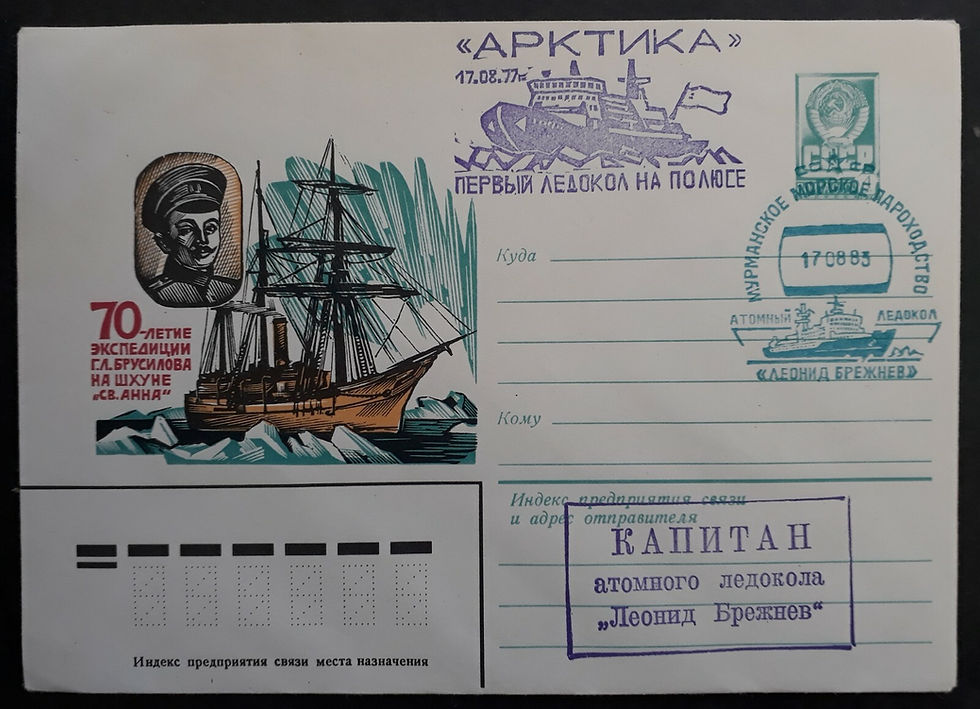 «АРКТИКА»
17.08.77г
ПЕРВЫЙ ЛЕДОКОЛ НА ПОЛЮСЕ
СССР
МУРМАНСКОЕ МОРСКОЕ ПАРОХОДСТВО
17 08 83
АТОМНЫЙ ЛЕДОКОЛ
«ЛЕОНИД БРЕЖНЕВ»
70-ЛЕТИЕ
ЭКСПЕДИЦИИ
Г.Л. БРУСИЛОВА
НА ШХУНЕ
„СВ. АННА“
Куда
Кому
Индекс предприятия связи
и адрес отправителя
КАПИТАН
атомного ледокола
„Леонид Брежнев“
Индекс предприятия связи места назначения